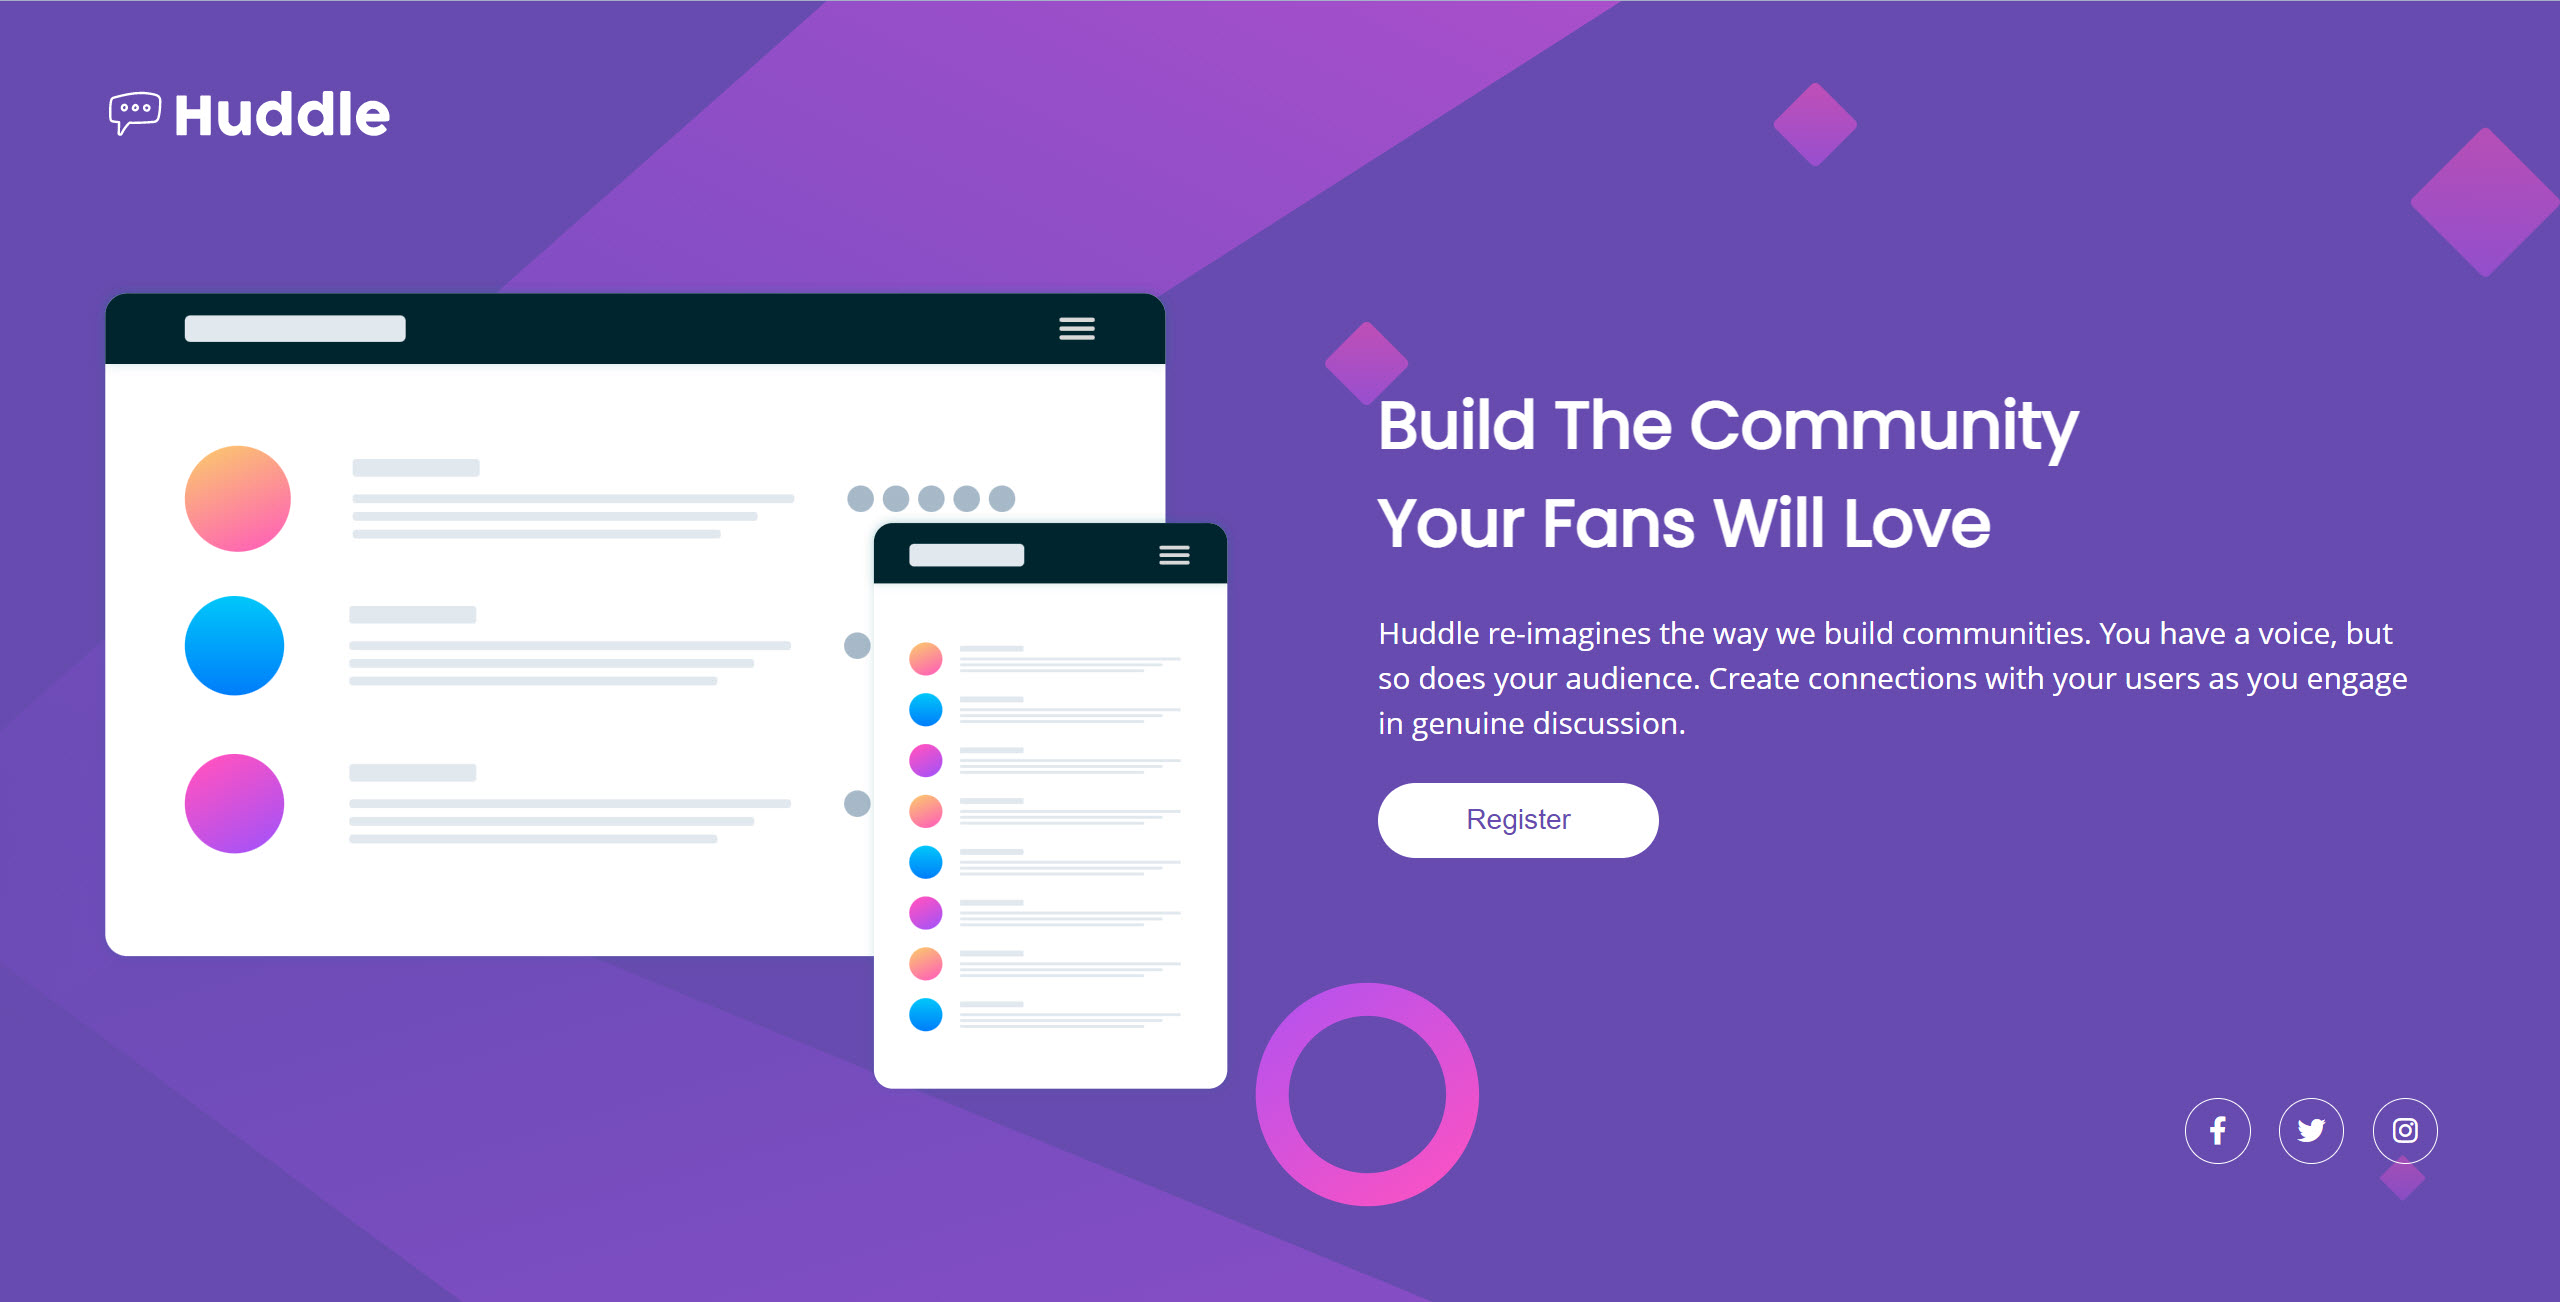 Huddle
Build The Community
Your Fans Will Love
Huddle re-imagines the way we build communities. You have a voice, but
so does your audience. Create connections with your users as you engage
in genuine discussion.
Register